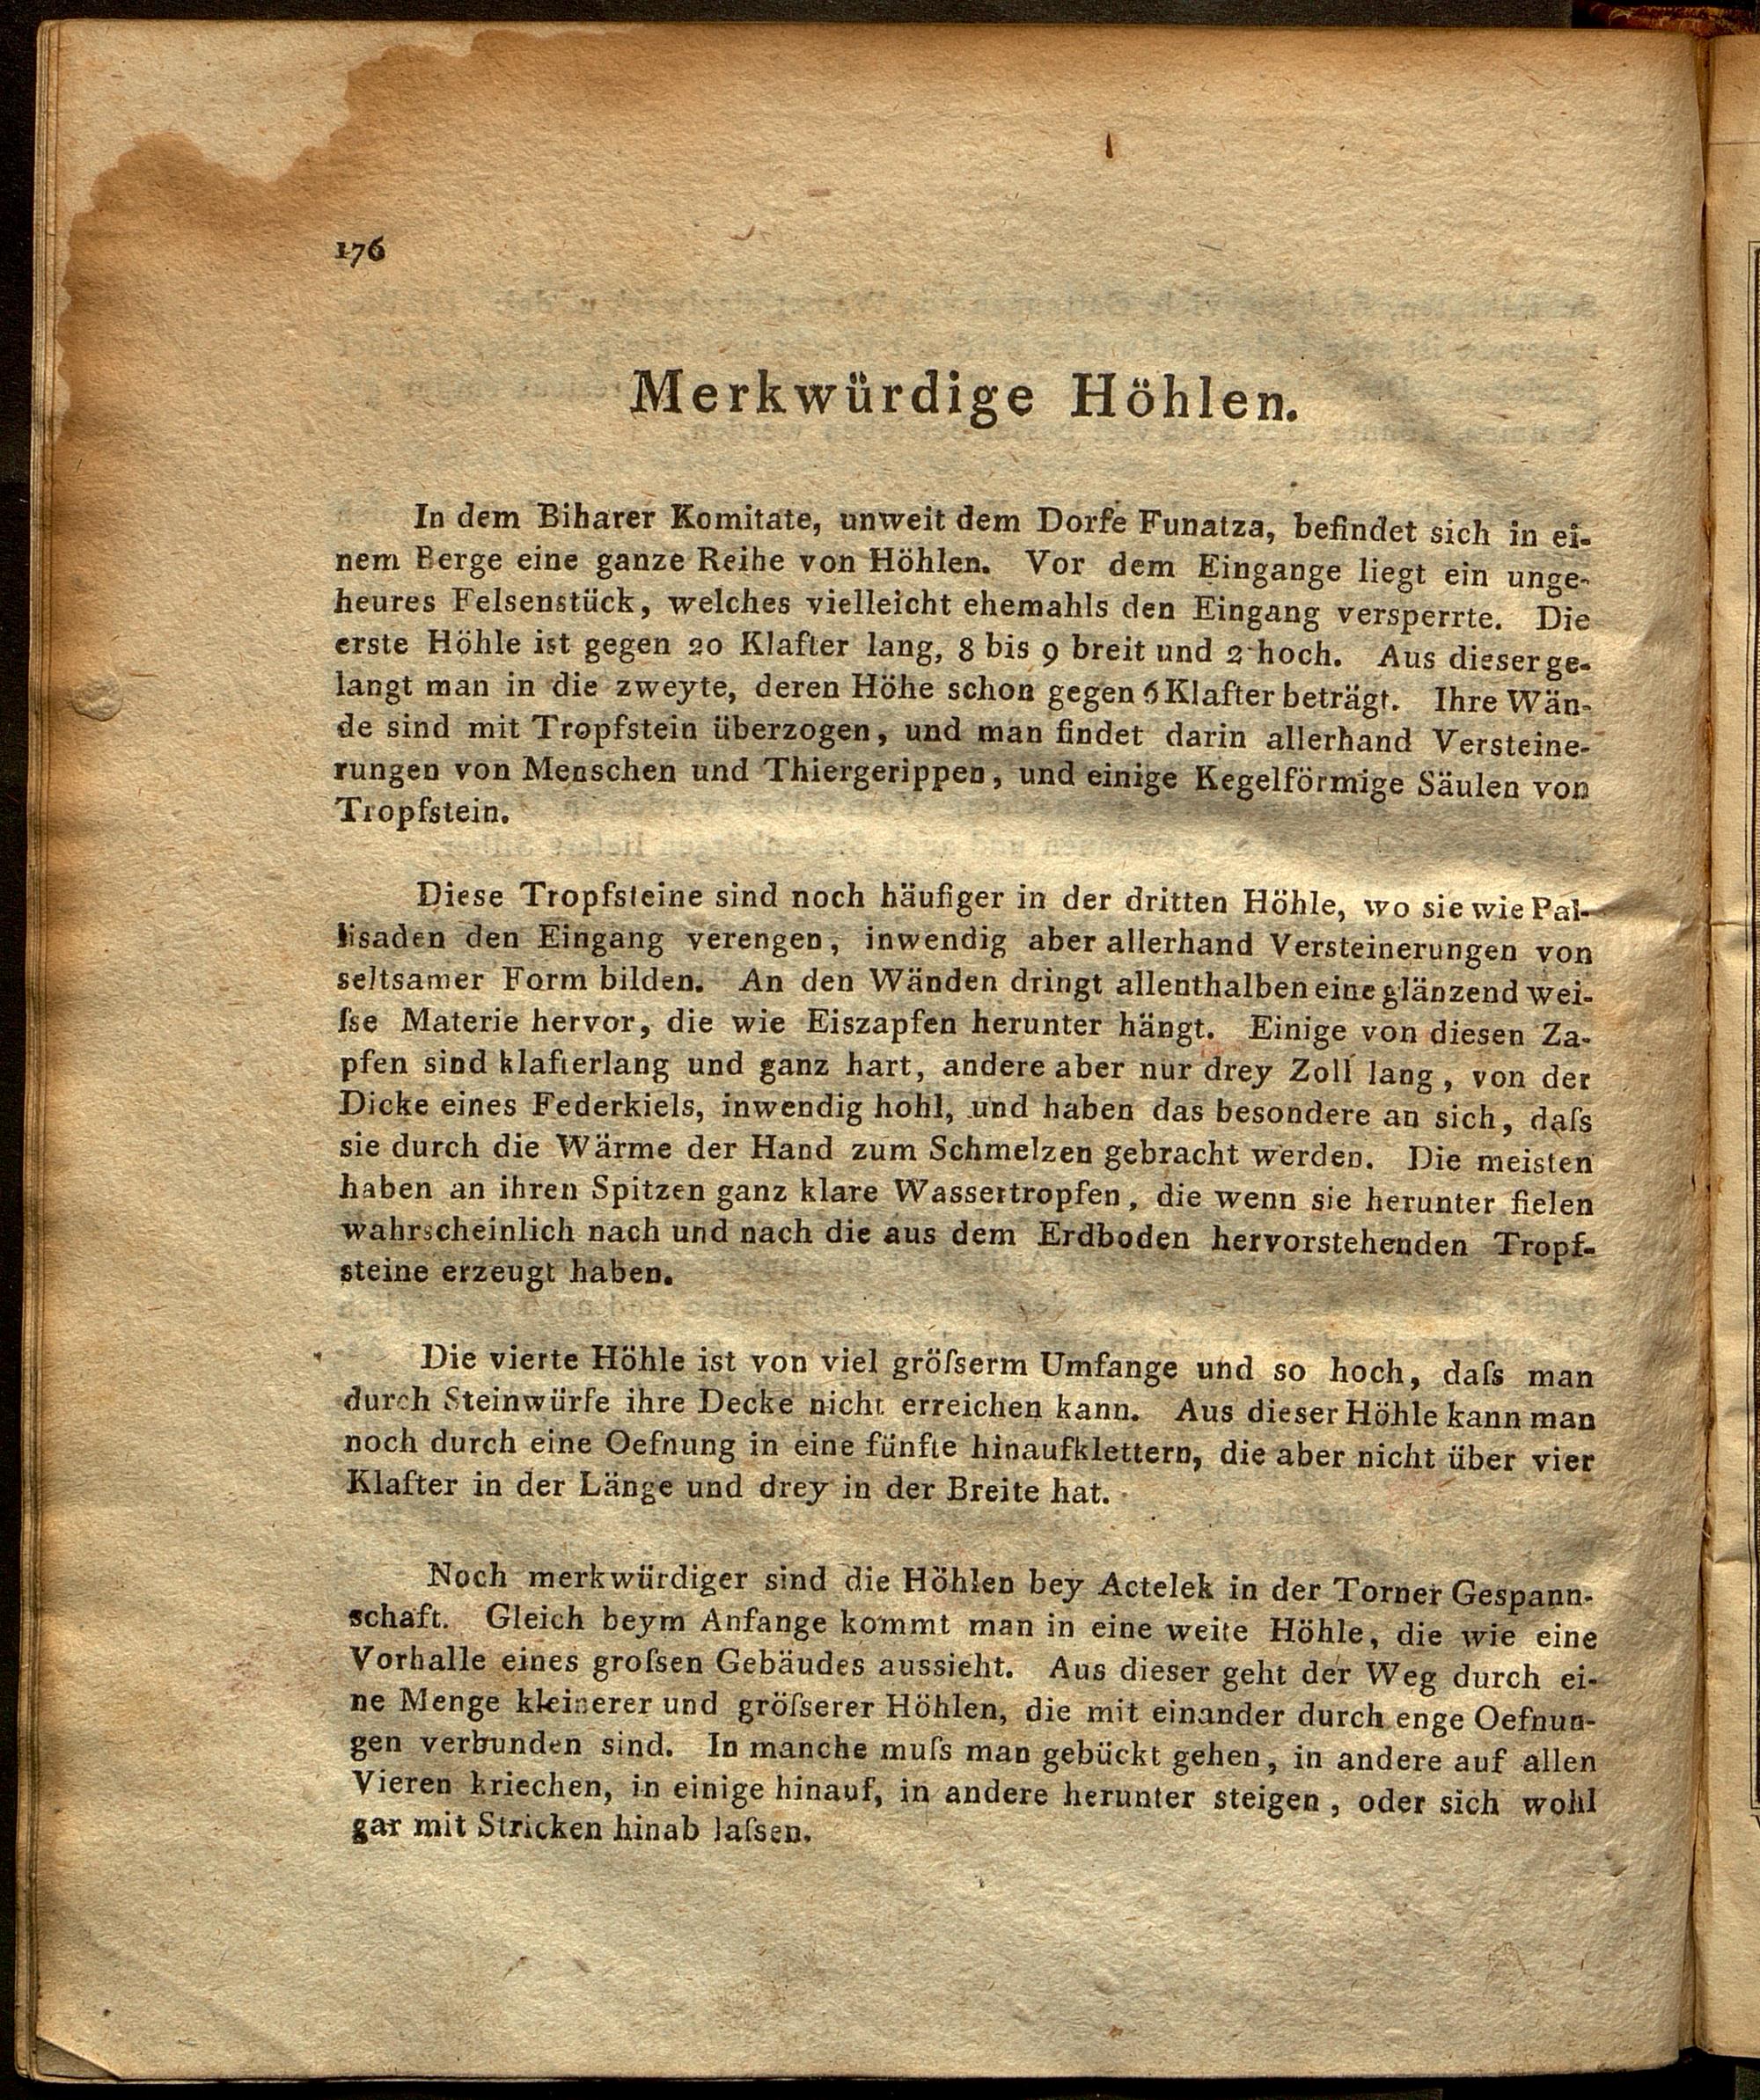 176
Merkwürdige Höhlen.
In dem Biharer Komitate, unweit dem Dorfe Funatza, befindet sich in ei-
nem Berge eine ganze Reihe von Höhlen. Vor dem Eingange liegt ein unge-
heures Felsenstück, welches vielleicht ehemahls den Eingang versperrte. Die
erste Höhle ist gegen 20 Klafter lang, 8 bis 9 breit und 2 hoch. Aus dieser ge-
langt man in die zweyte, deren Höhe schon gegen 6 Klafter beträgt. Ihre Wän-
de sind mit Tropfstein überzogen, und man findet darin allerhand Versteine-
rungen von Menschen und Thiergerippen, und einige Kegelförmige Säulen von
Tropfstein.
Diese Tropfsteine sind noch häufiger in der dritten Höhle, wo sie wie Pal-
lisaden den Eingang verengen, inwendig aber allerhand Versteinerungen von
seltsamer Form bilden. An den Wänden dringt allenthalben eine glänzend wei-
ſse Materie hervor, die wie Eiszapfen herunter hängt. Einige von diesen Za-
pfen sind klafterlang und ganz hart, andere aber nur drey Zoll lang, von der
Dicke eines Federkiels, inwendig hohl, und haben das besondere an sich, daſs
sie durch die Wärme der Hand zum Schmelzen gebracht werden. Die meisten
haben an ihren Spitzen ganz klare Wassertropfen, die wenn sie herunter fielen
wahrscheinlich nach und nach die aus dem Erdboden hervorstehenden Tropf-
steine erzeugt haben.
Die vierte Höhle ist von viel gröſserm Umfange und so hoch, daſs man
durch Steinwürfe ihre Decke nicht erreichen kann. Aus dieser Höhle kann man
noch durch eine Oefnung in eine fünfte hinaufklettern, die aber nicht über vier
Klafter in der Länge und drey in der Breite hat.
Noch merkwürdiger sind die Höhlen bey Actelek in der Torner Gespann-
schaft. Gleich beym Anfange kommt man in eine weite Höhle, die wie eine
Vorhalle eines groſsen Gebäudes aussieht. Aus dieser geht der Weg durch ei-
ne Menge kleinerer und gröſserer Höhlen, die mit einander durch enge Oefnun-
gen verbunden sind. In manche muſs man gebückt gehen, in andere auf allen
Vieren kriechen, in einige hinauf, in andere herunter steigen, oder sich wohl
gar mit Stricken hinab laſsen.